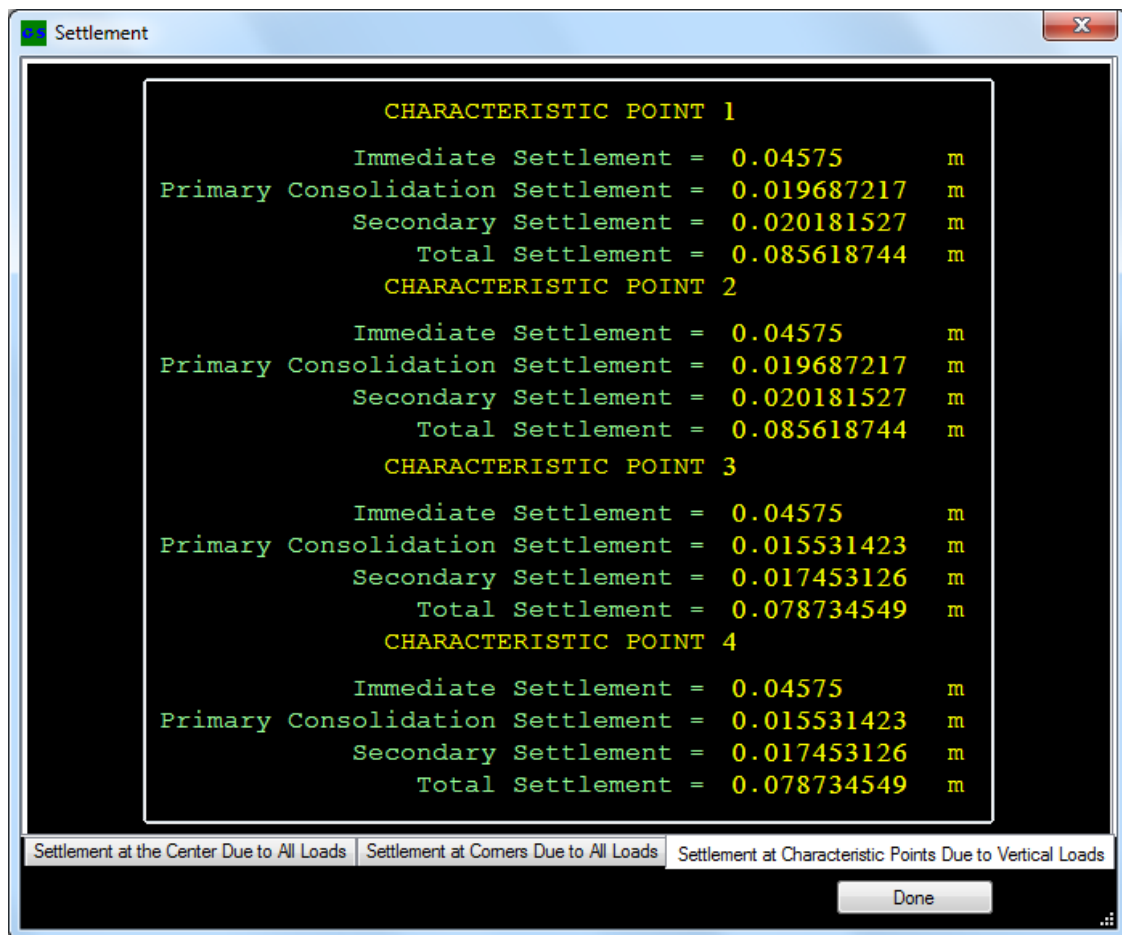 GS Settlement
CHARACTERISTIC POINT 1
Immediate Settlement = 0.04575 m
Primary Consolidation Settlement = 0.019687217 m
Secondary Settlement = 0.020181527 m
Total Settlement = 0.085618744 m
CHARACTERISTIC POINT 2
Immediate Settlement = 0.04575 m
Primary Consolidation Settlement = 0.019687217 m
Secondary Settlement = 0.020181527 m
Total Settlement = 0.085618744 m
CHARACTERISTIC POINT 3
Immediate Settlement = 0.04575 m
Primary Consolidation Settlement = 0.015531423 m
Secondary Settlement = 0.017453126 m
Total Settlement = 0.078734549 m
CHARACTERISTIC POINT 4
Immediate Settlement = 0.04575 m
Primary Consolidation Settlement = 0.015531423 m
Secondary Settlement = 0.017453126 m
Total Settlement = 0.078734549 m
Settlement at the Center Due to All Loads Settlement at Corners Due to All Loads Settlement at Characteristic Points Due to Vertical Loads
Done